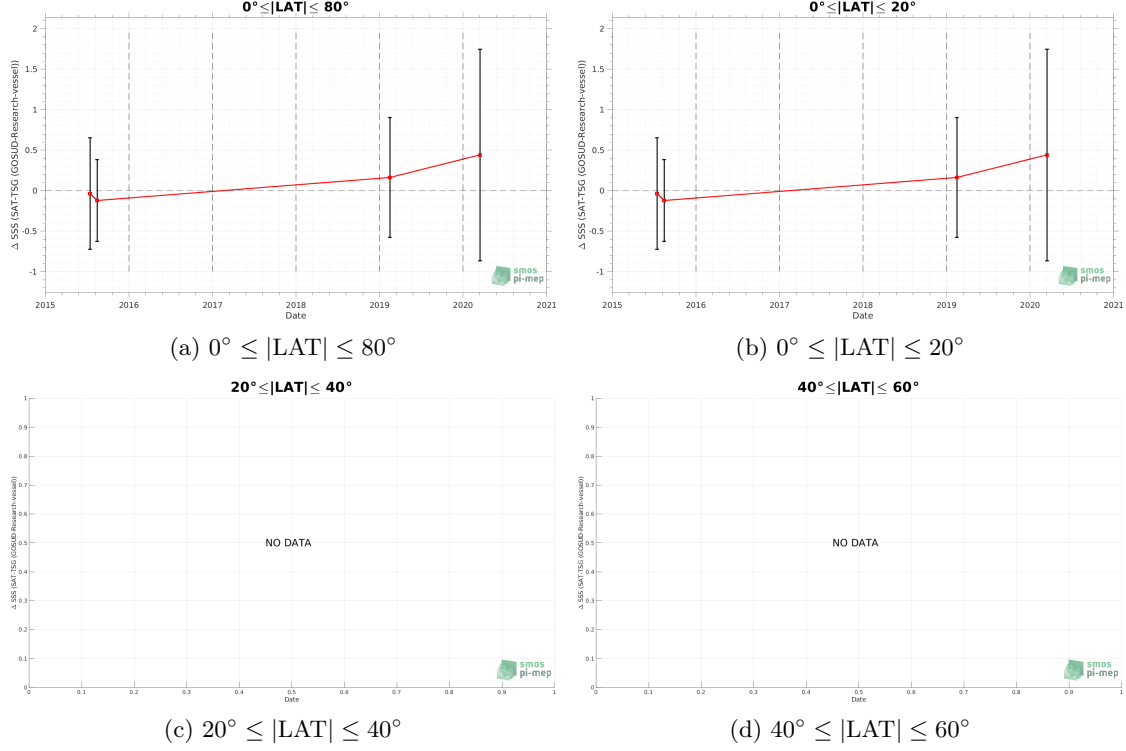 0°≤|LAT|≤ 80°
Δ SSS (SAT-TSG (GOSUD-Research-vessel))
2
1.5
1
0.5
0
-0.5
-1
2015
2016
2017
2018
2019
2020
2021
Date
smos
pi-mep
(a) 0° ≤ |LAT| ≤ 80°
0°≤|LAT|≤ 20°
Δ SSS (SAT-TSG (GOSUD-Research-vessel))
2
1.5
1
0.5
0
-0.5
-1
2015
2016
2017
2018
2019
2020
2021
Date
smos
pi-mep
(b) 0° ≤ |LAT| ≤ 20°
20°≤|LAT|≤ 40°
Δ SSS (SAT-TSG (GOSUD-Research-vessel))
1
0.9
0.8
0.7
0.6
0.5
0.4
0.3
0.2
0.1
0
NO DATA
0
0.1
0.2
0.3
0.4
0.5
0.6
0.7
0.8
0.9
1
Date
smos
pi-mep
(c) 20° ≤ |LAT| ≤ 40°
40°≤|LAT|≤ 60°
Δ SSS (SAT-TSG (GOSUD-Research-vessel))
1
0.9
0.8
0.7
0.6
0.5
0.4
0.3
0.2
0.1
0
NO DATA
0
0.1
0.2
0.3
0.4
0.5
0.6
0.7
0.8
0.9
1
Date
smos
pi-mep
(d) 40° ≤ |LAT| ≤ 60°